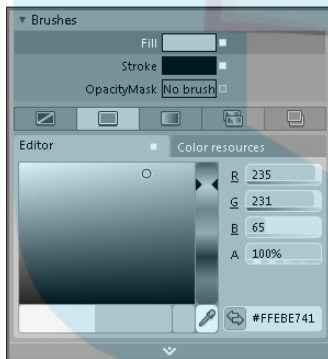 Brushes
Fill
Stroke
OpacityMask No brush
Editor
Color resources
R 235
G 231
B 65
A 100%
#FFEBE741